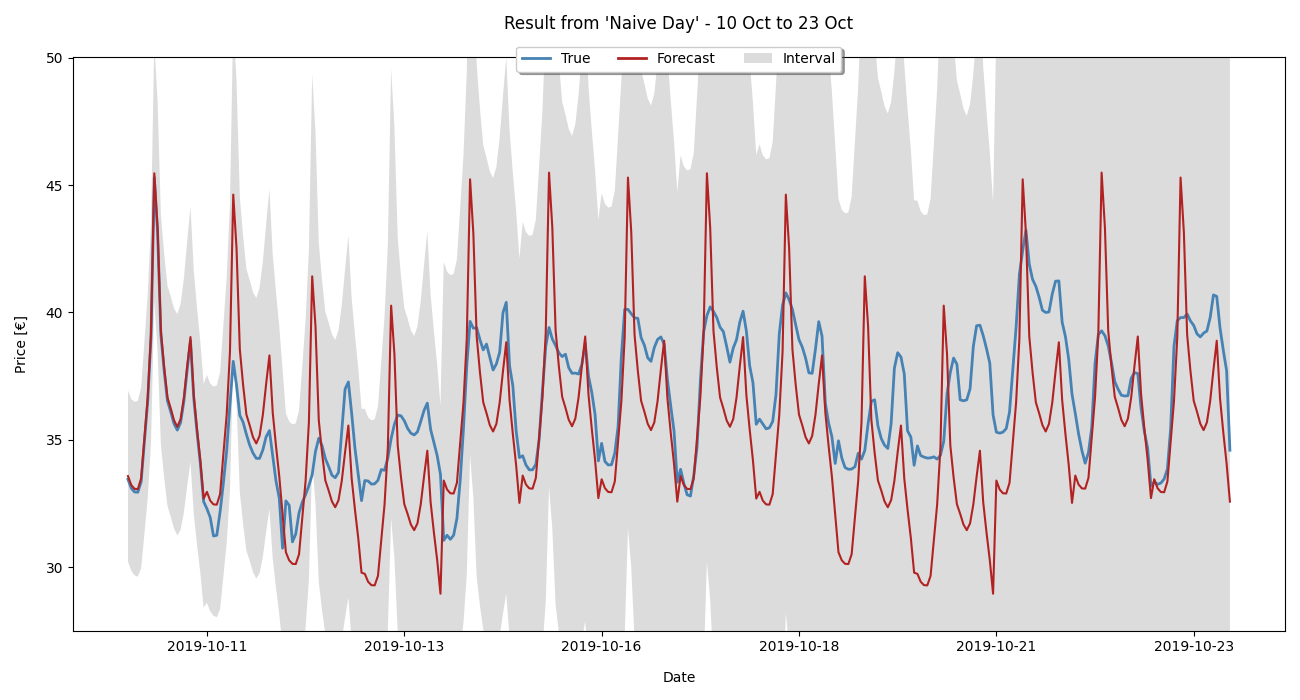 Result from 'Naive Day' - 10 Oct to 23 Oct
True Forecast Interval
50
45
40
35
30
Price [€]
2019-10-11 2019-10-13 2019-10-16 2019-10-18 2019-10-21 2019-10-23
Date